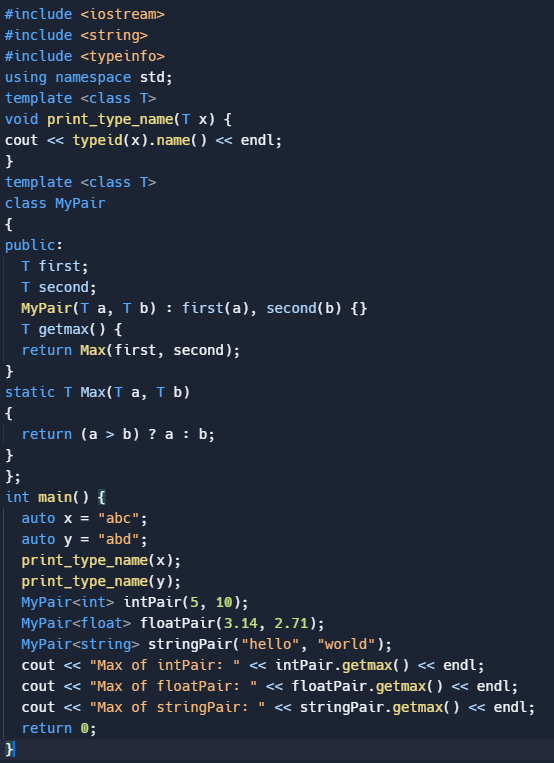 #include <iostream>
#include <string>
#include <typeinfo>
using namespace std;
template <class T>
void print_type_name(T x) {
cout << typeid(x).name() << endl;
}
template <class T>
class MyPair
{
public:
  T first;
  T second;
  MyPair(T a, T b) : first(a), second(b) {}
  T getmax() {
  return Max(first, second);
}
static T Max(T a, T b)
{
  return (a > b) ? a : b;
}
};
int main() {
  auto x = "abc";
  auto y = "abd";
  print_type_name(x);
  print_type_name(y);
  MyPair<int> intPair(5, 10);
  MyPair<float> floatPair(3.14, 2.71);
  MyPair<string> stringPair("hello", "world");
  cout << "Max of intPair: " << intPair.getmax() << endl;
  cout << "Max of floatPair: " << floatPair.getmax() << endl;
  cout << "Max of stringPair: " << stringPair.getmax() << endl;
  return 0;
}